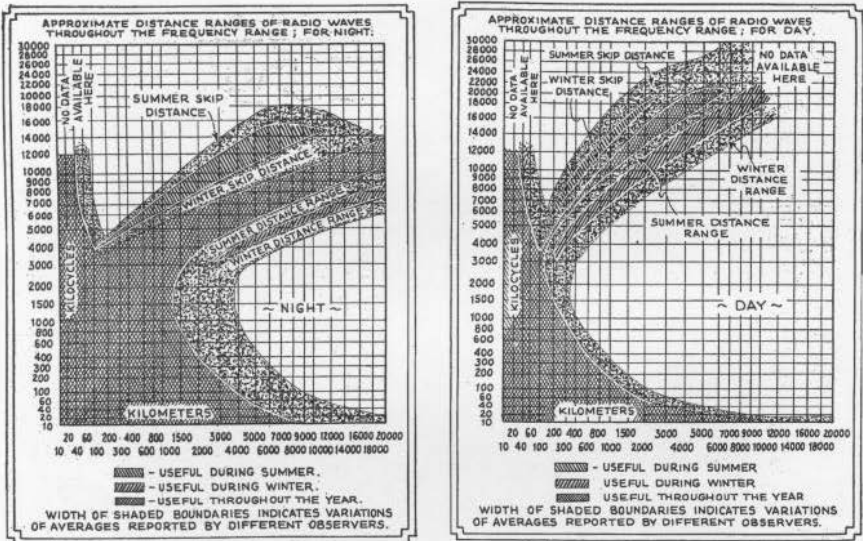 APPROXIMATE DISTANCE RANGES OF RADIO WAVES
THROUGHOUT THE FREQUENCY RANGE; FOR NIGHT.
30000
28000
26000
24000
22000
20000
18000
16000
14000
12000
10000
9000
8000
7000
6000
5000
4000
3000
2000
1500
1000
800
600
400
300
200
100
60
40
20
10
NO DATA
AVAILABLE
HERE
SUMMER SKIP
DISTANCE
WINTER SKIP DISTANCE
SUMMER DISTANCE RANGE
WINTER DISTANCE RANGE
KILOCYCLES
~ NIGHT ~
KILOMETERS
20 60 200 400 800 1500 3000 5000 7000 9000 12000 16000 20000
10 40 100 300 600 1000 2000 4000 6000 8000 10000 14000 18000
- USEFUL DURING SUMMER.
- USEFUL DURING WINTER.
- USEFUL THROUGHOUT THE YEAR.
WIDTH OF SHADED BOUNDARIES INDICATES VARIATIONS
OF AVERAGES REPORTED BY DIFFERENT OBSERVERS.
APPROXIMATE DISTANCE RANGES OF RADIO WAVES
THROUGHOUT THE FREQUENCY RANGE; FOR DAY.
30000
28000
26000
24000
22000
20000
18000
16000
14000
12000
10000
9000
8000
7000
6000
5000
4000
3000
2000
1500
1000
800
600
400
300
200
100
60
40
20
10
NO DATA
AVAILABLE HERE
SUMMER SKIP DISTANCE
WINTER SKIP
DISTANCE
NO DATA
AVAILABLE
HERE
WINTER
DISTANCE
RANGE
SUMMER DISTANCE
RANGE
KILOCYCLES
~ DAY ~
KILOMETERS
20 60 200 400 800 1500 3000 5000 7000 9000 12000 16000 20000
10 40 100 300 600 1000 2000 4000 6000 8000 10000 14000 18000
- USEFUL DURING SUMMER
USEFUL DURING WINTER
USEFUL THROUGHOUT THE YEAR
WIDTH OF SHADED BOUNDARIES INDICATES VARIATIONS
OF AVERAGES REPORTED BY DIFFERENT OBSERVERS.